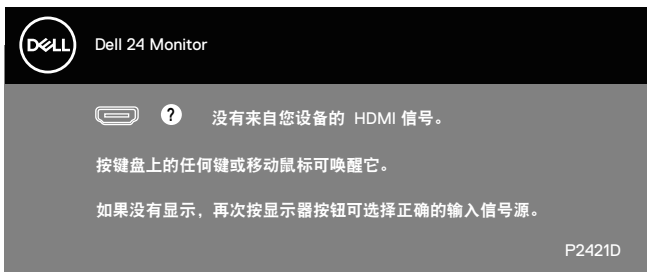 DELL
Dell 24 Monitor
? 没有来自您设备的 HDMI 信号。
按键盘上的任何键或移动鼠标可唤醒它。
如果没有显示，再次按显示器按钮可选择正确的输入信号源。
P2421D